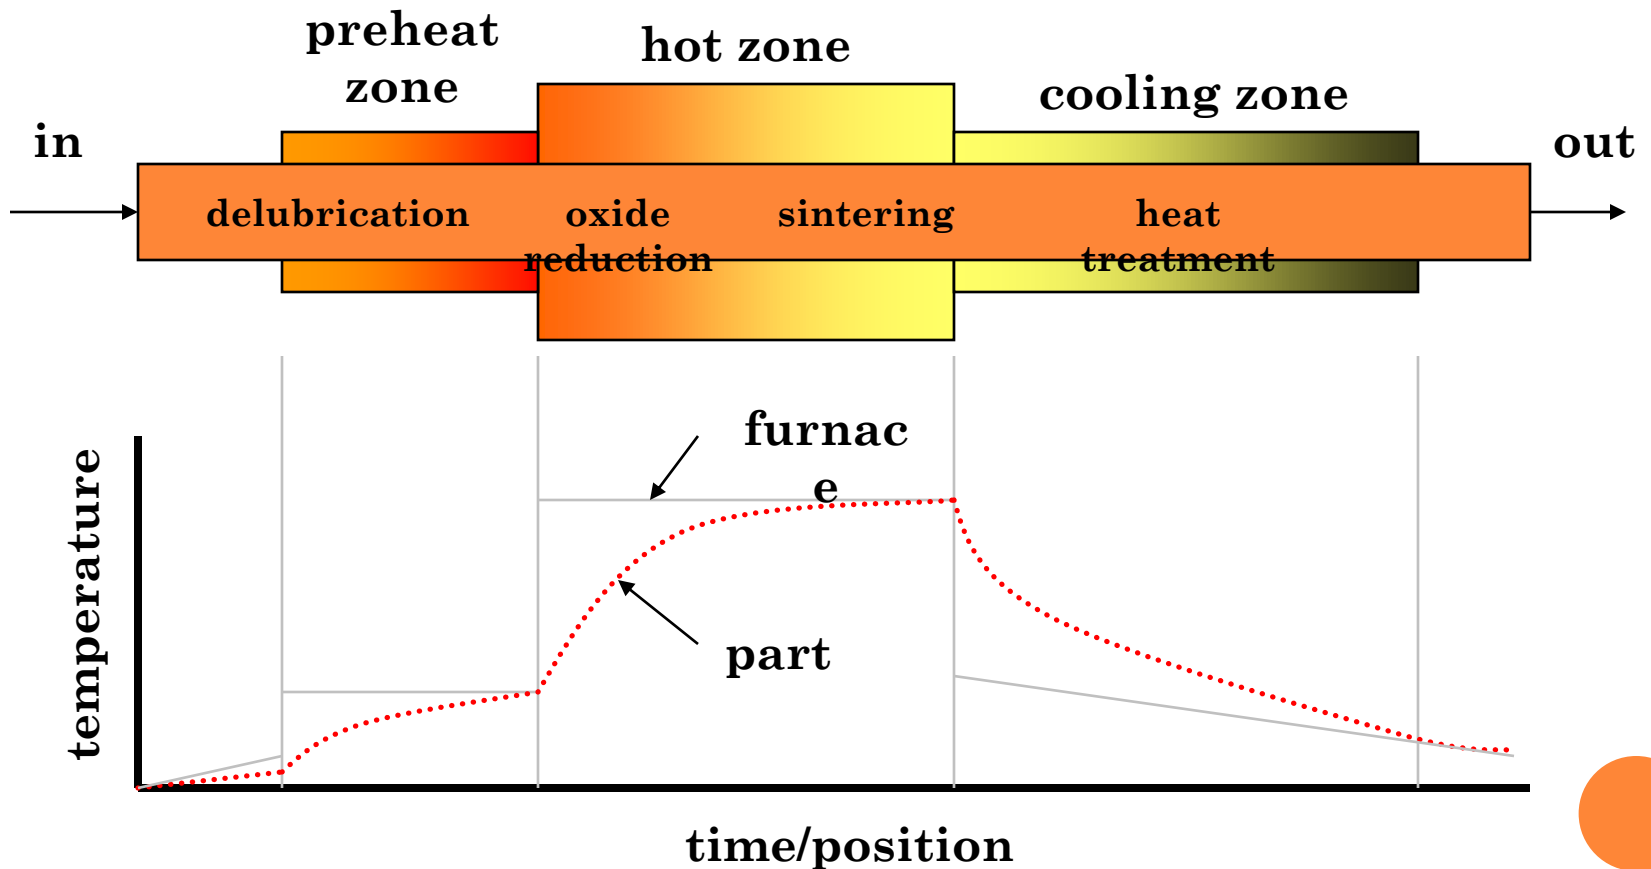 preheat
zone
hot zone
cooling zone
in
out
delubrication
oxide
reduction
sintering
heat
treatment
furnac
e
part
temperature
time/position